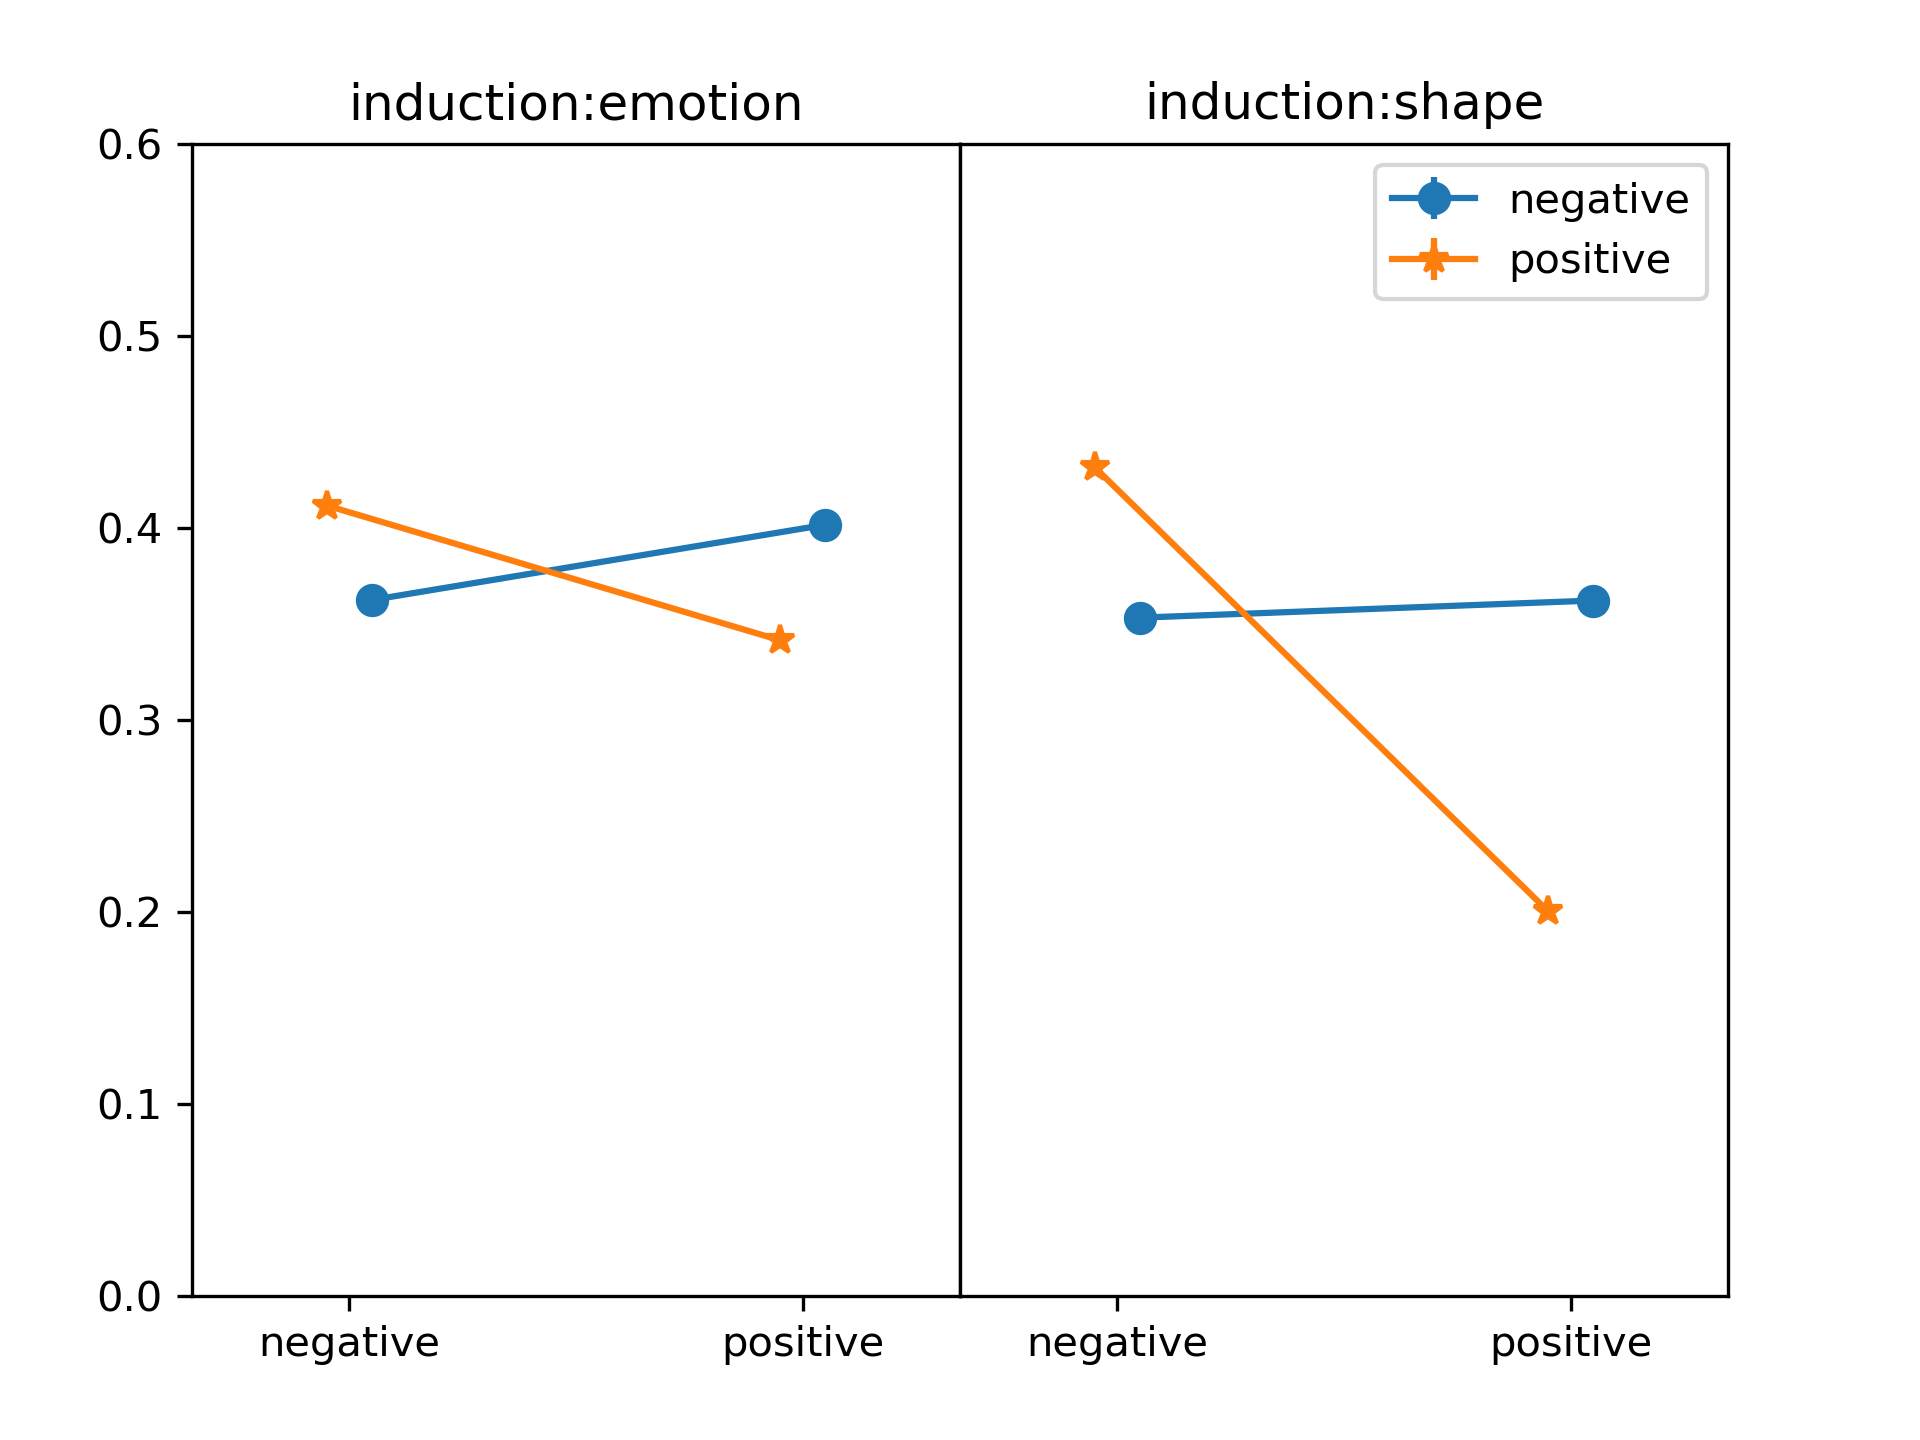 induction:emotion
induction:shape
0.6
0.5
0.4
0.3
0.2
0.1
0.0
negative
positive
negative
positive
negative
positive